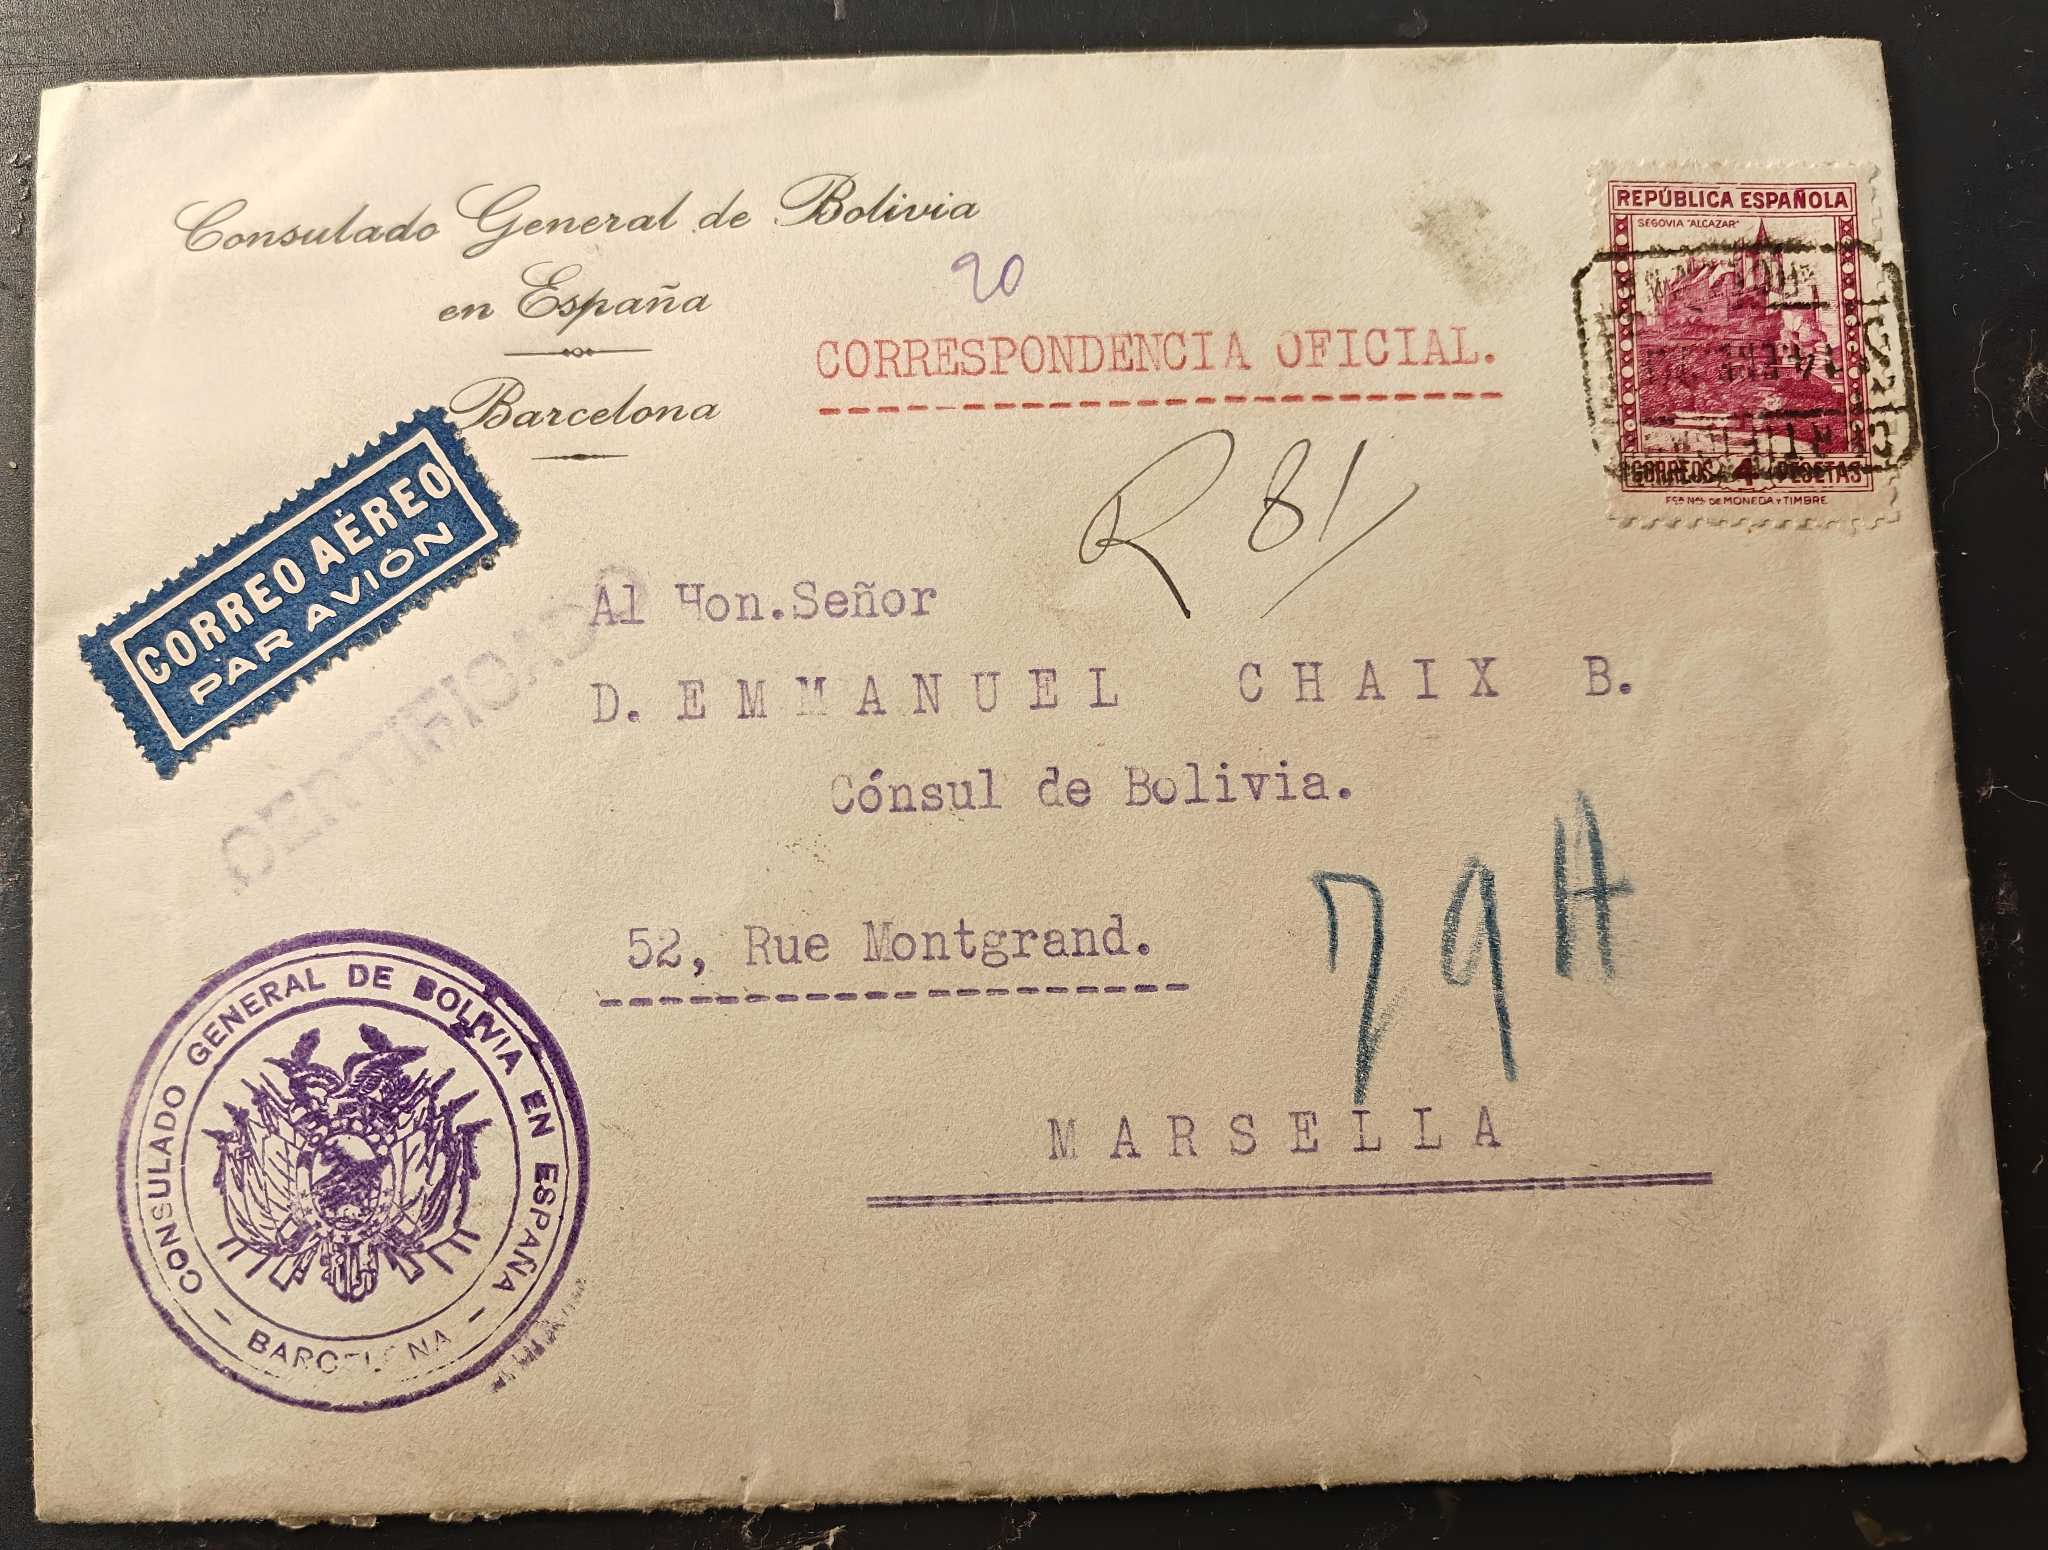 Consulado General de Bolivia
en España
Barcelona
20
CORRESPONDENCIA OFICIAL.
REPÚBLICA ESPAÑOLA
SEGOVIA "ALCAZAR"
CORREOS 4 PESETAS
FCA NAL DE MONEDA Y TIMBRE
R 81
CORREO AÉREO
PAR AVIÓN
CERTIFICADO
Al Hon.Señor
D. EMMANUEL CHAIX B.
Cónsul de Bolivia.
52, Rue Montgrand.
MARSELLA
CONSULADO GENERAL DE BOLIVIA EN ESPAÑA
- BARCELONA -